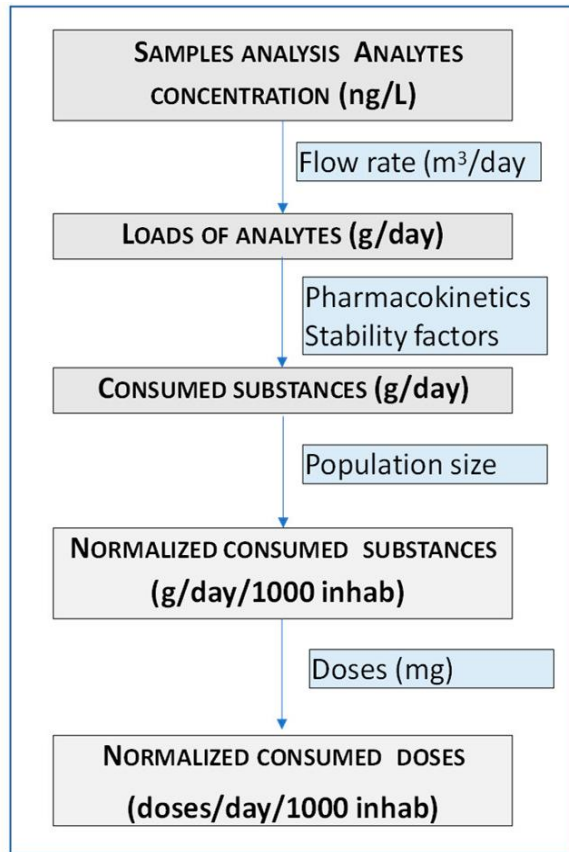 SAMPLES ANALYSIS ANALYTES
CONCENTRATION (ng/L)
Flow rate (m³/day
LOADS OF ANALYTES (g/day)
Pharmacokinetics
Stability factors
CONSUMED SUBSTANCES (g/day)
Population size
NORMALIZED CONSUMED SUBSTANCES
(g/day/1000 inhab)
Doses (mg)
NORMALIZED CONSUMED DOSES
(doses/day/1000 inhab)